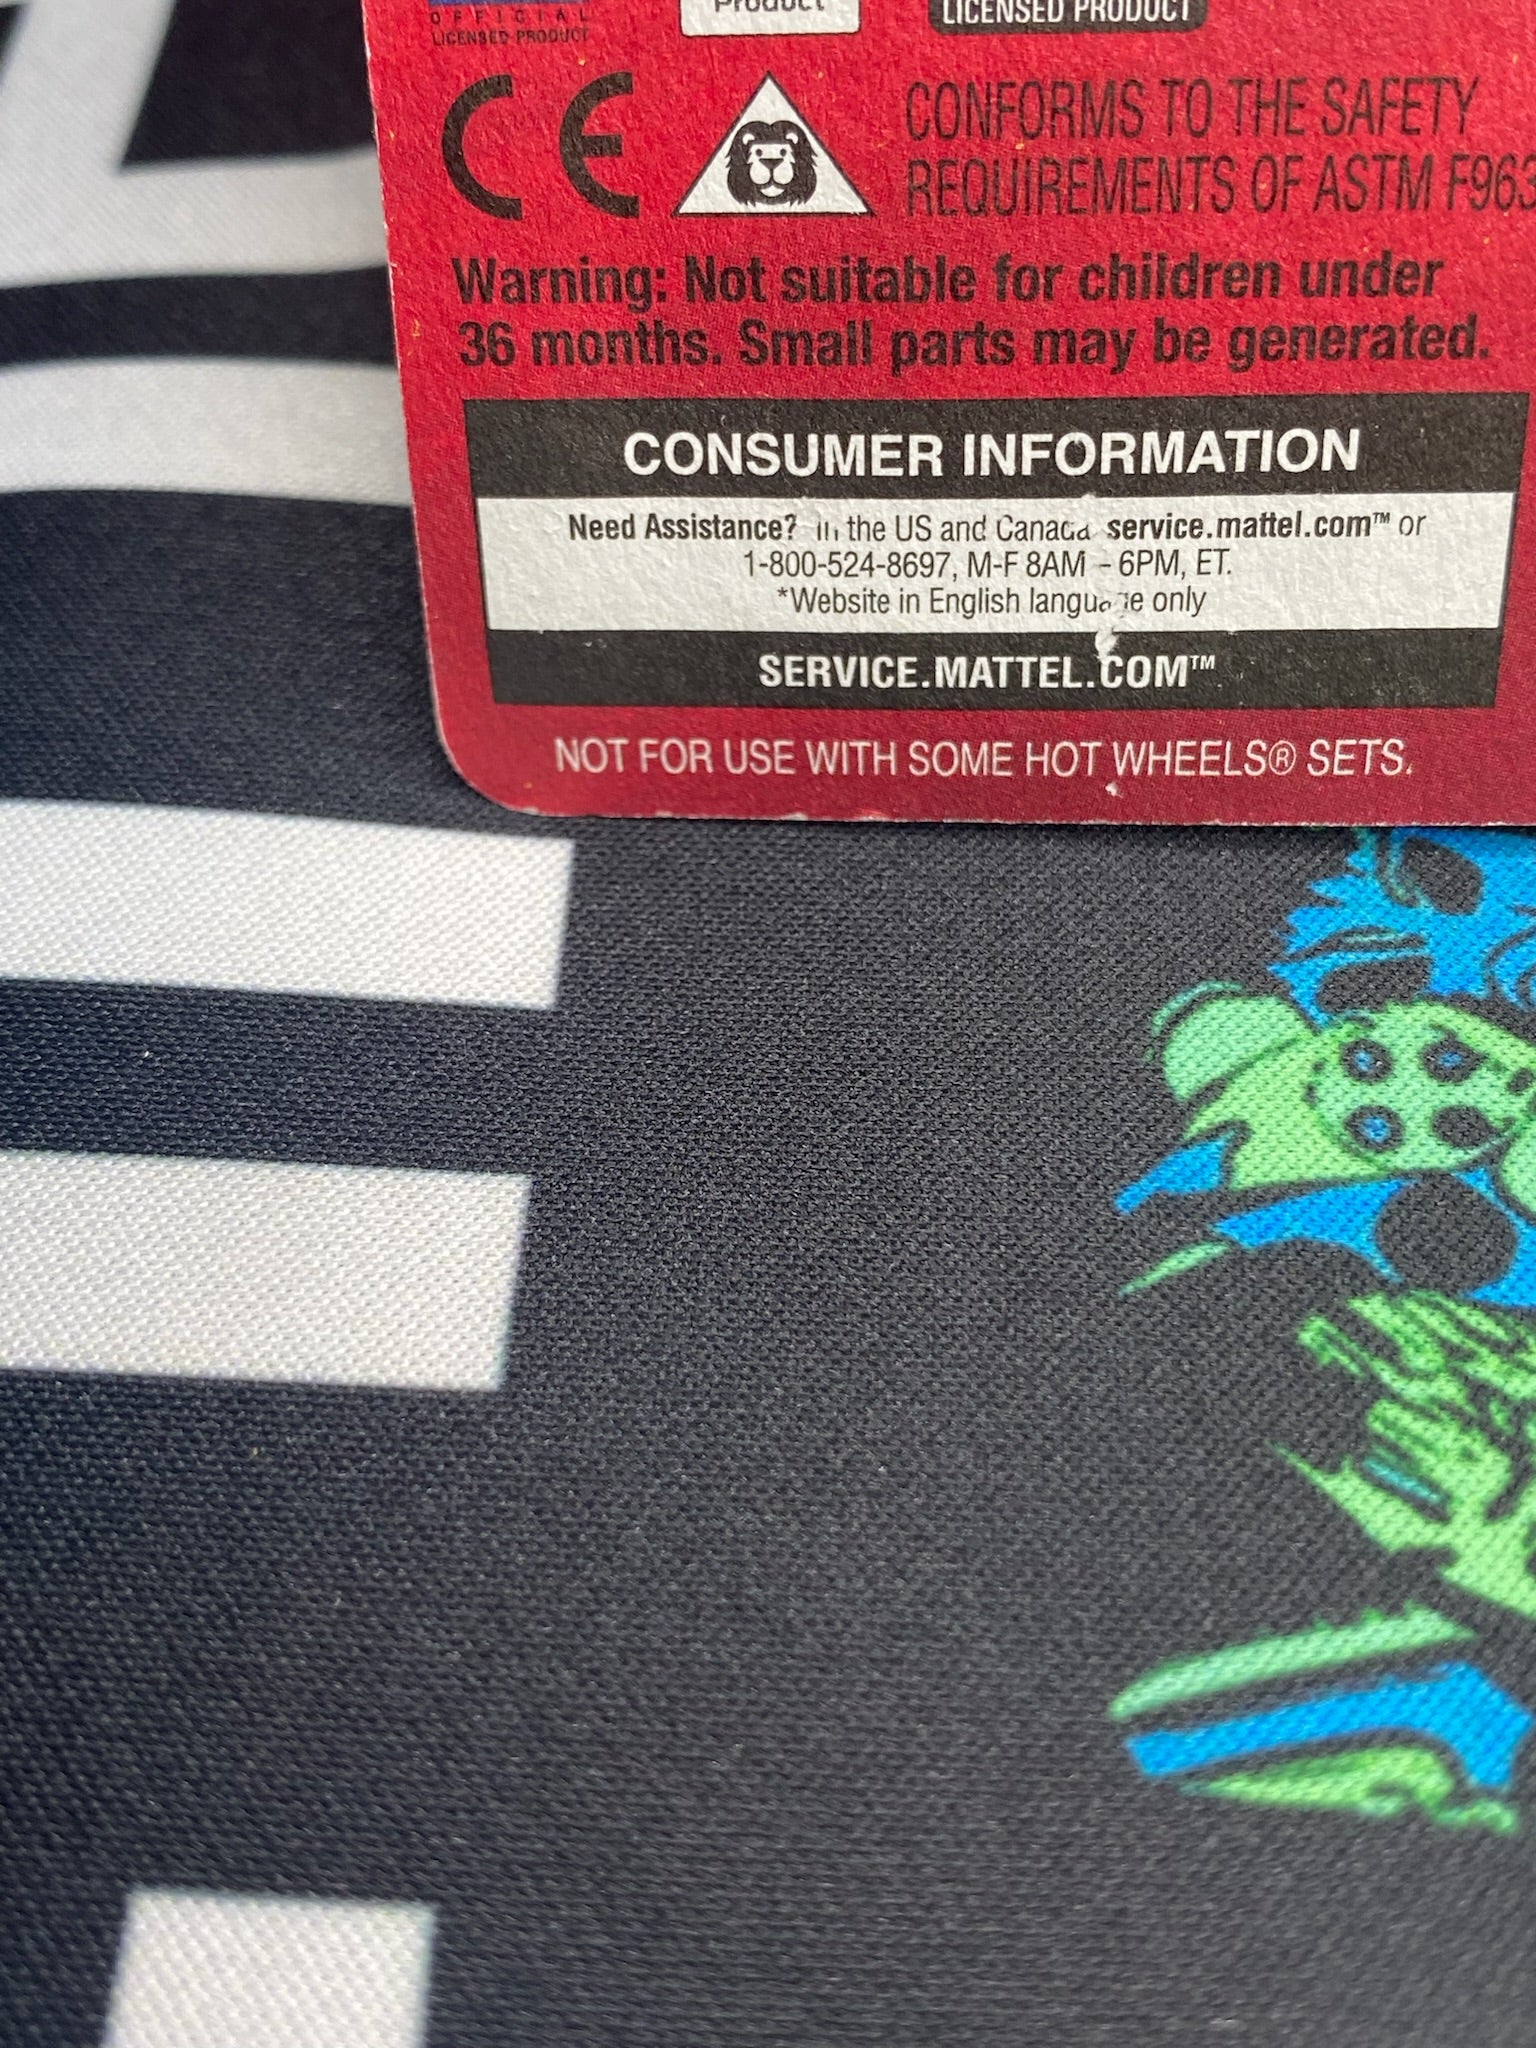 OFFICIAL
LICENSED PRODUCT
Product
LICENSED PRODUCT
CE
CONFORMS TO THE SAFETY
REQUIREMENTS OF ASTM F963
Warning: Not suitable for children under
36 months. Small parts may be generated.
CONSUMER INFORMATION
Need Assistance? In the US and Canada service.mattel.com™ or
1-800-524-8697, M-F 8AM - 6PM, ET.
*Website in English language only
SERVICE.MATTEL.COM™
NOT FOR USE WITH SOME HOT WHEELS® SETS.